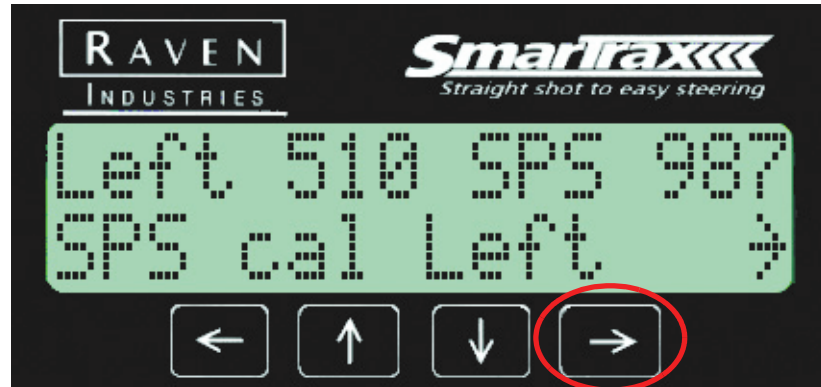 RAVEN
INDUSTRIES
SmarTrax
Straight shot to easy steering
Left 510 SPS 987
SPS cal Left →
← ↑ ↓ →